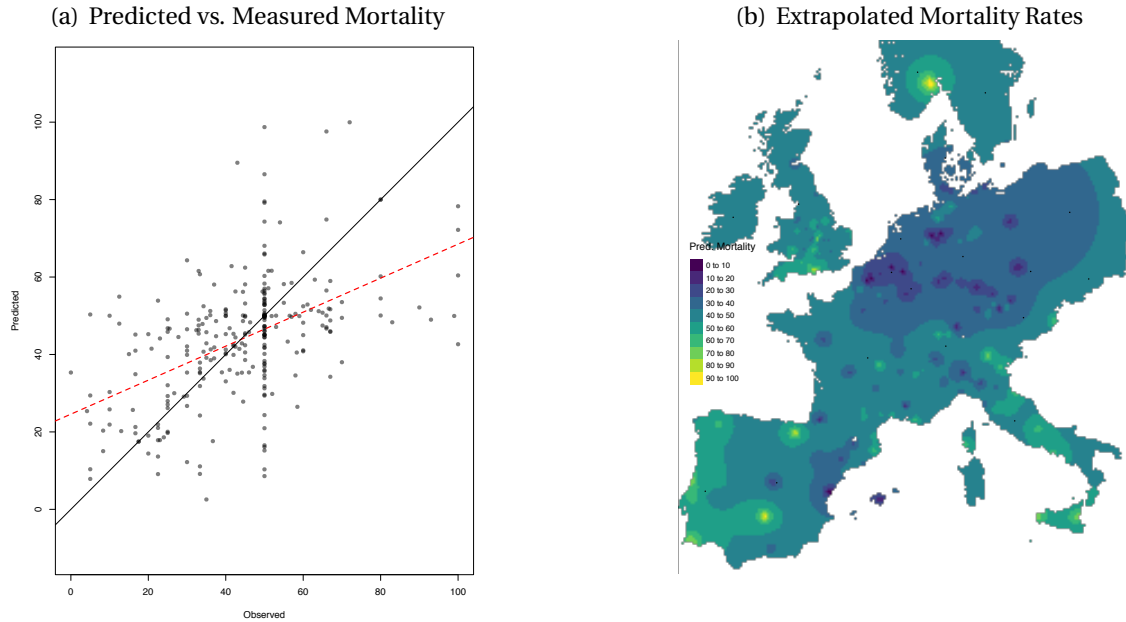 (a) Predicted vs. Measured Mortality
100
80
60
40
20
0
Predicted
0 20 40 60 80 100
Observed
(b) Extrapolated Mortality Rates
Pred. Mortality
0 to 10
10 to 20
20 to 30
30 to 40
40 to 50
50 to 60
60 to 70
70 to 80
80 to 90
90 to 100